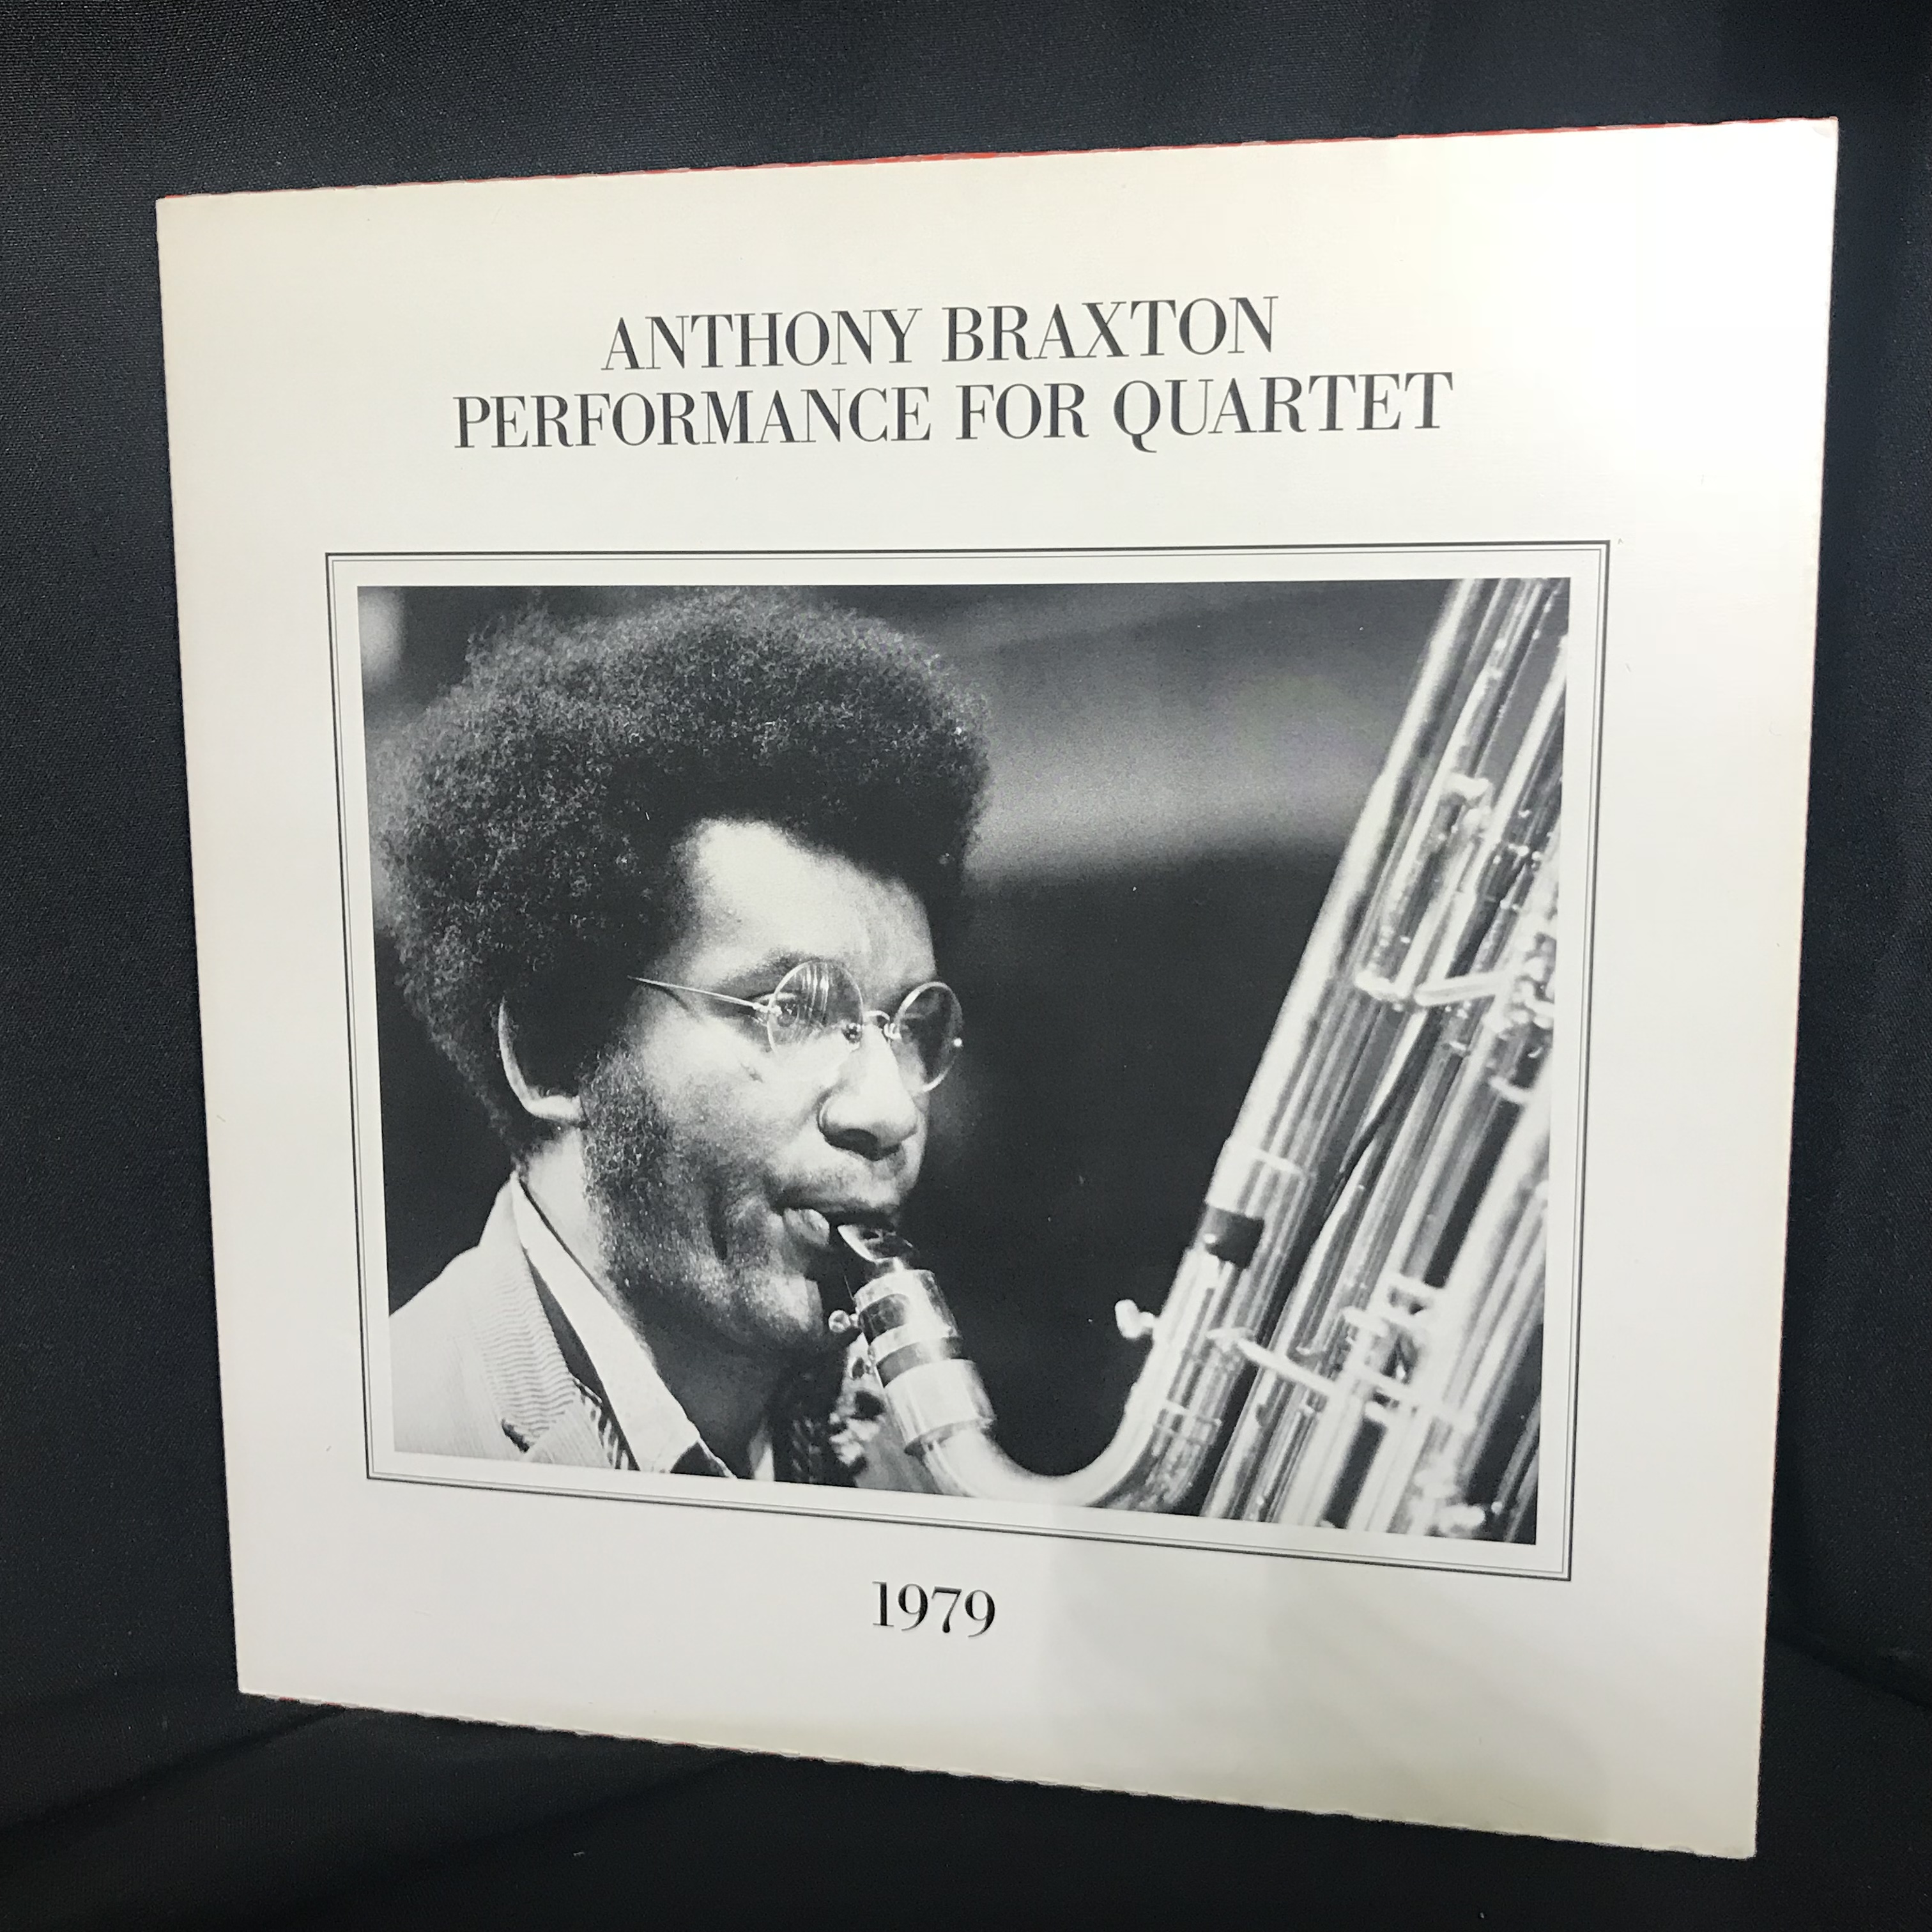 ANTHONY BRAXTON
PERFORMANCE FOR QUARTET
1979